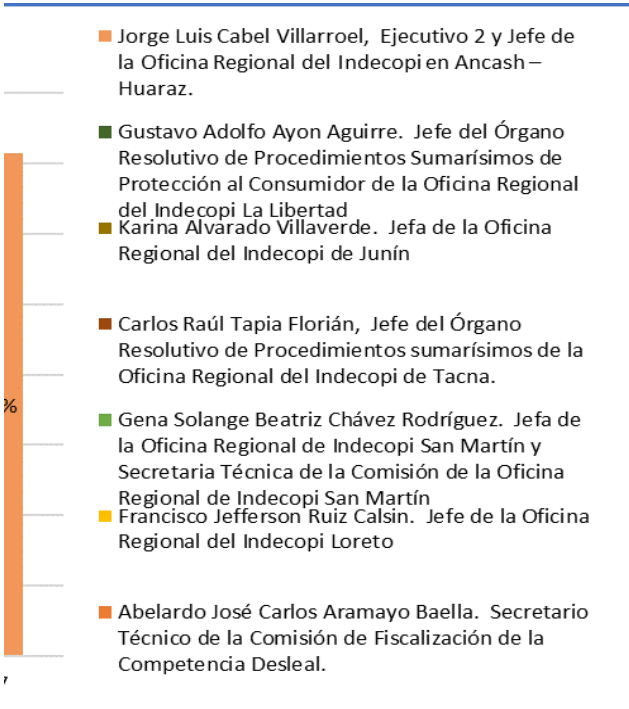 Jorge Luis Cabel Villarroel,  Ejecutivo 2 y Jefe de
la Oficina Regional del Indecopi en Ancash –
Huaraz.
Gustavo Adolfo Ayon Aguirre.  Jefe del Órgano
Resolutivo de Procedimientos Sumarísimos de
Protección al Consumidor de la Oficina Regional
del Indecopi La Libertad
Karina Alvarado Villaverde.  Jefa de la Oficina
Regional del Indecopi de Junín
Carlos Raúl Tapia Florián,  Jefe del Órgano
Resolutivo de Procedimientos sumarísimos de la
Oficina Regional del Indecopi de Tacna.
%
Gena Solange Beatriz Chávez Rodríguez.  Jefa de
la Oficina Regional de Indecopi San Martín y
Secretaria Técnica de la Comisión de la Oficina
Regional de Indecopi San Martín
Francisco Jefferson Ruiz Calsin.  Jefe de la Oficina
Regional del Indecopi Loreto
Abelardo José Carlos Aramayo Baella.  Secretario
Técnico de la Comisión de Fiscalización de la
Competencia Desleal.